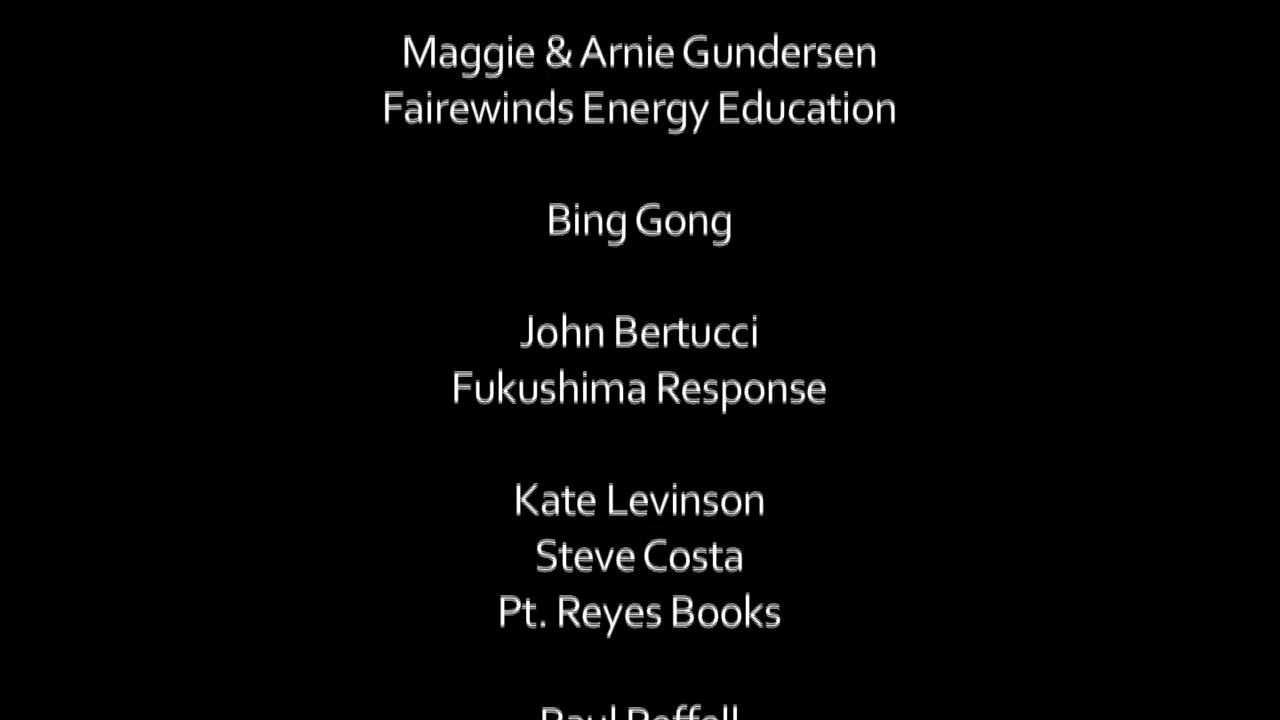 Maggie & Arnie Gundersen
Fairewinds Energy Education
Bing Gong
John Bertucci
Fukushima Response
Kate Levinson
Steve Costa
Pt. Reyes Books